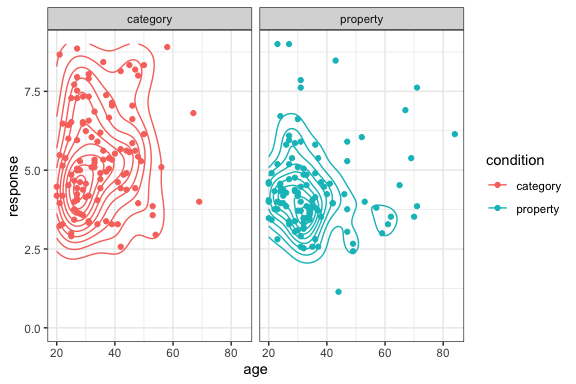 category property
7.5
5.0
2.5
0.0
response
20 40 60 80 20 40 60 80
age
condition
category
property